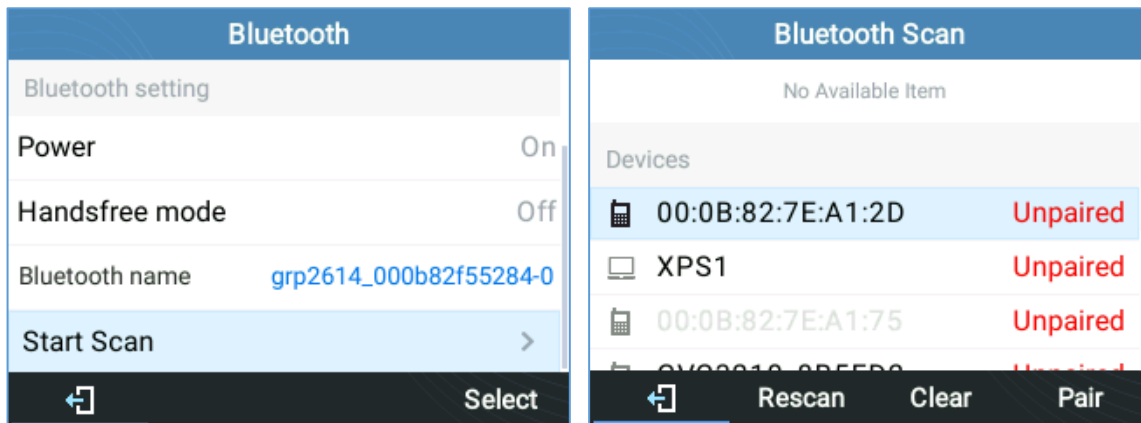 Bluetooth
Bluetooth setting
Power On
Handsfree mode Off
Bluetooth name grp2614_000b82f55284-0
Start Scan >
Select
Bluetooth Scan
No Available Item
Devices
00:0B:82:7E:A1:2D Unpaired
XPS1 Unpaired
00:0B:82:7E:A1:75 Unpaired
Rescan Clear Pair